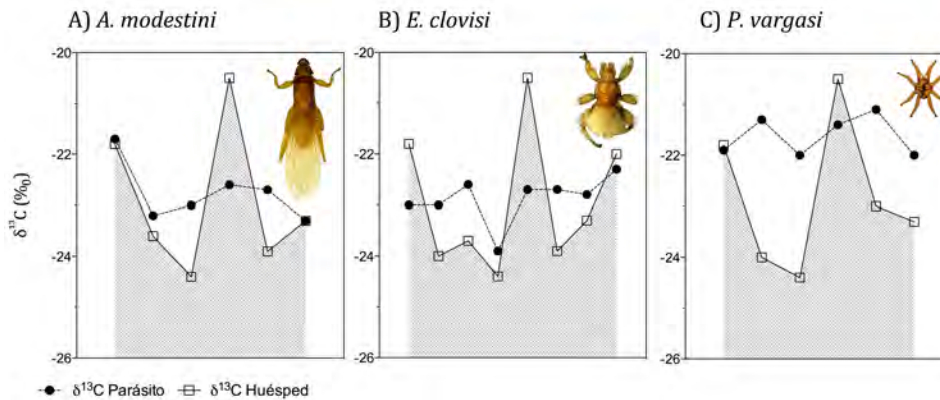 A) A. modestini
B) E. clovisi
C) P. vargasi
-20
-22
-24
-26
δ¹³C (‰)
-20
-22
-24
-26
-20
-22
-24
-26
δ¹³C Parásito
δ¹³C Huésped